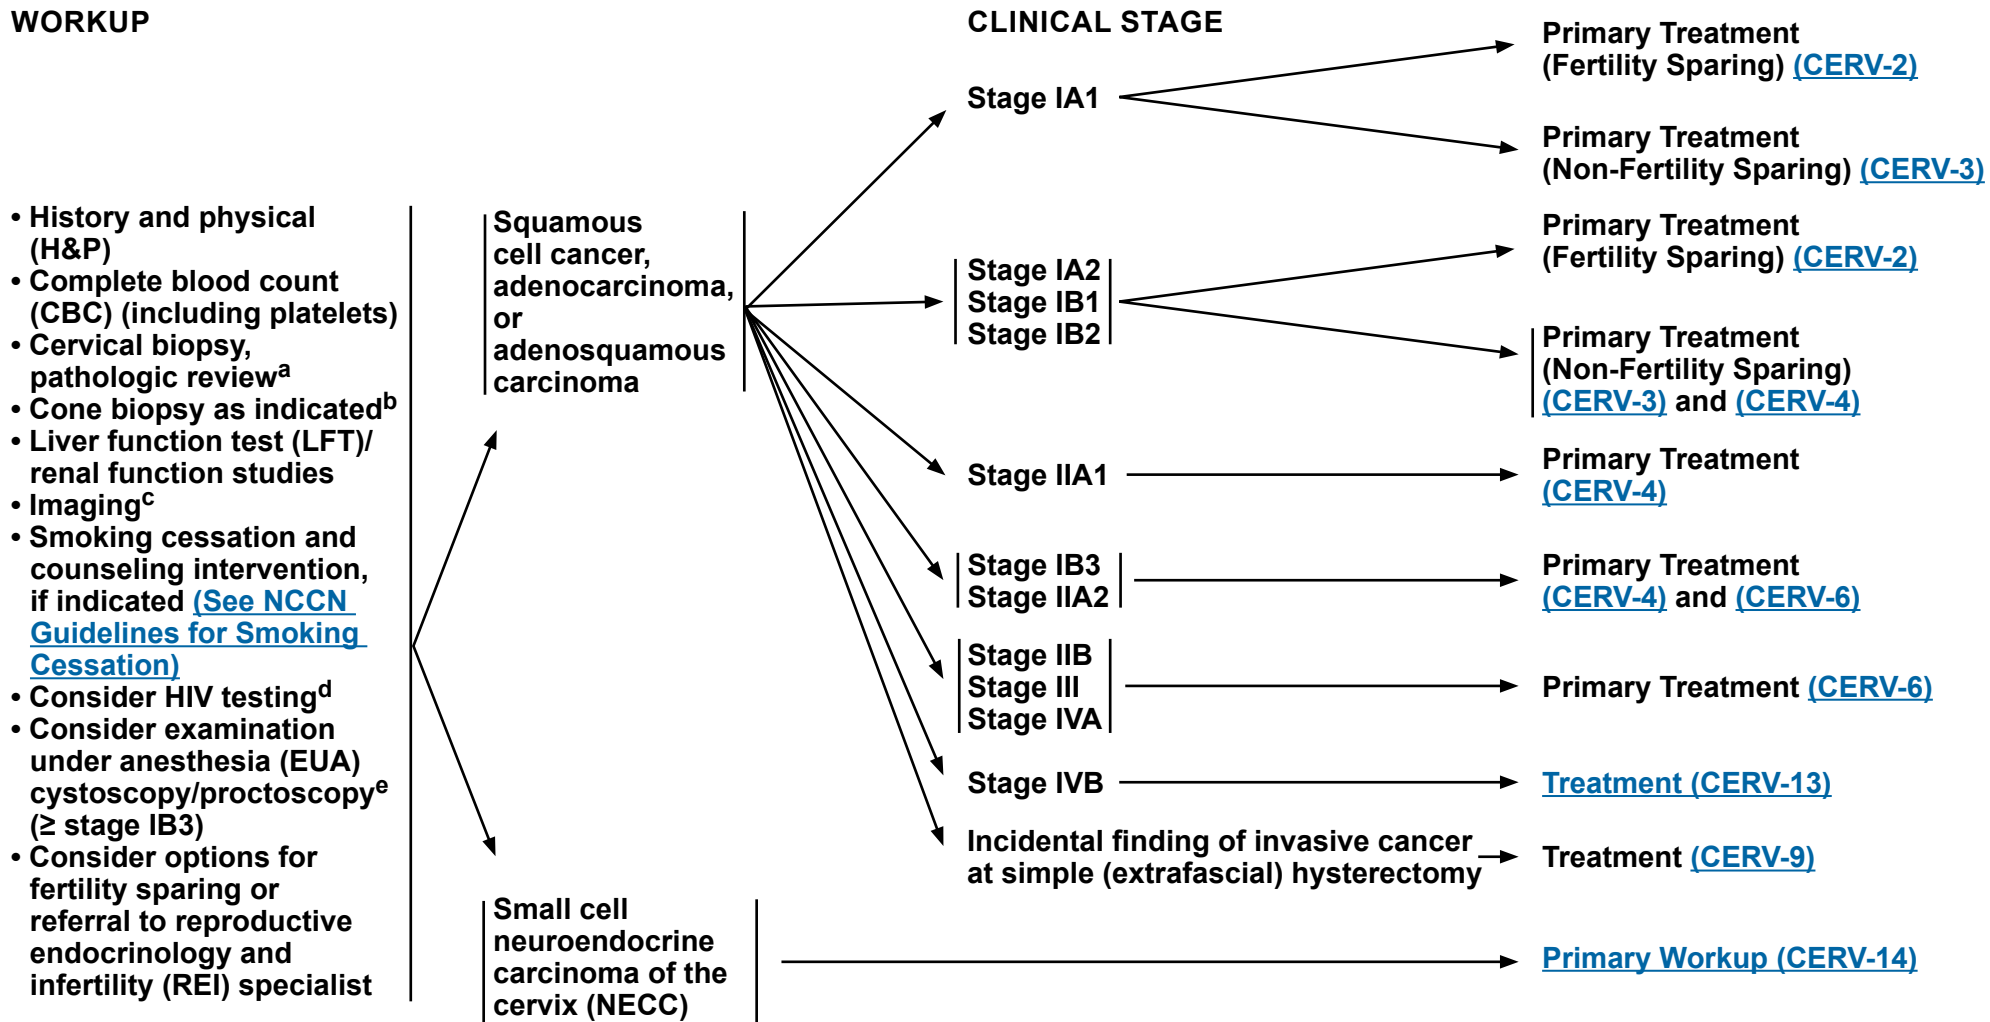 WORKUP
• History and physical
(H&P)
• Complete blood count
(CBC) (including platelets)
• Cervical biopsy,
pathologic reviewa
• Cone biopsy as indicatedb
• Liver function test (LFT)/
renal function studies
• Imagingc
• Smoking cessation and
counseling intervention,
if indicated (See NCCN
Guidelines for Smoking
Cessation)
• Consider HIV testingd
• Consider examination
under anesthesia (EUA)
cystoscopy/proctoscopye
(≥ stage IB3)
• Consider options for
fertility sparing or
referral to reproductive
endocrinology and
infertility (REI) specialist
Squamous
cell cancer,
adenocarcinoma,
or
adenosquamous
carcinoma
Small cell
neuroendocrine
carcinoma of the
cervix (NECC)
CLINICAL STAGE
Stage IA1
Stage IA2
Stage IB1
Stage IB2
Stage IIA1
Stage IB3
Stage IIA2
Stage IIB
Stage III
Stage IVA
Stage IVB
Incidental finding of invasive cancer
at simple (extrafascial) hysterectomy
Primary Treatment
(Fertility Sparing) (CERV-2)
Primary Treatment
(Non-Fertility Sparing) (CERV-3)
Primary Treatment
(Fertility Sparing) (CERV-2)
Primary Treatment
(Non-Fertility Sparing)
(CERV-3) and (CERV-4)
Primary Treatment
(CERV-4)
Primary Treatment
(CERV-4) and (CERV-6)
Primary Treatment (CERV-6)
Treatment (CERV-13)
Treatment (CERV-9)
Primary Workup (CERV-14)